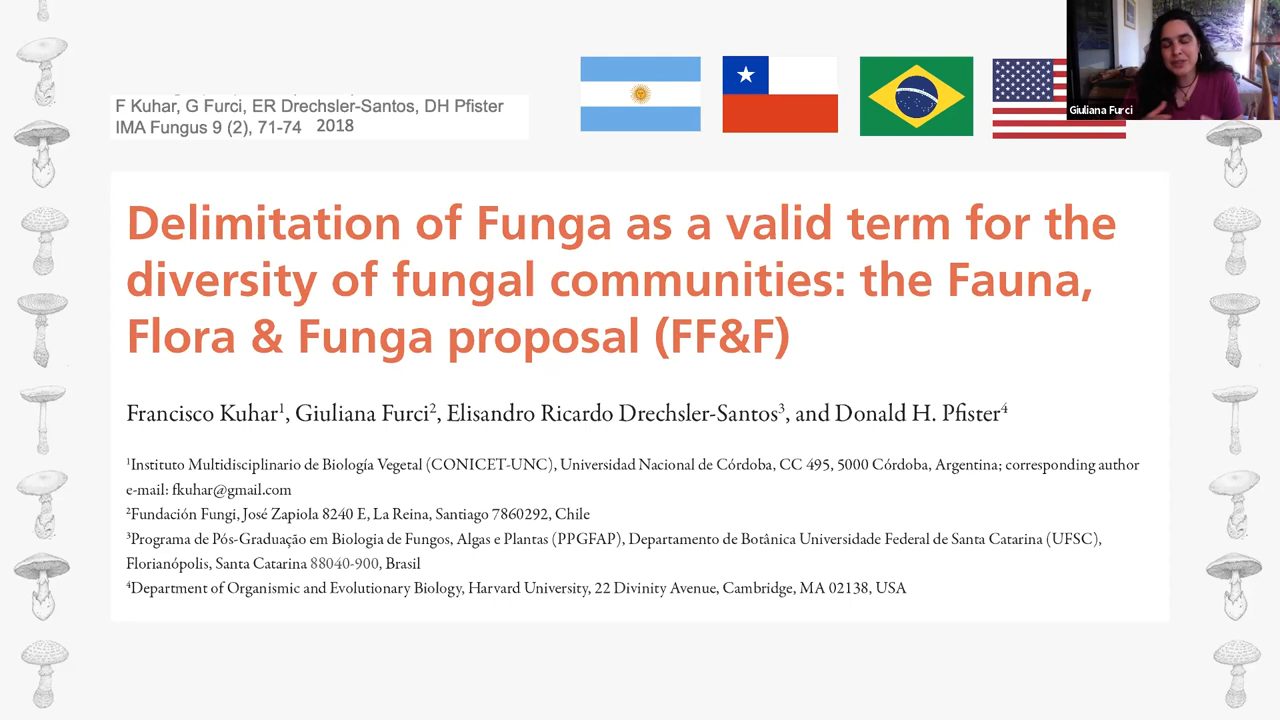 F Kuhar, G Furci, ER Drechsler-Santos, DH Pfister
IMA Fungus 9 (2), 71-74 2018
Giuliana Furci
Delimitation of Funga as a valid term for the
diversity of fungal communities: the Fauna,
Flora & Funga proposal (FF&F)
Francisco Kuhar¹, Giuliana Furci², Elisandro Ricardo Drechsler-Santos³, and Donald H. Pfister⁴
¹Instituto Multidisciplinario de Biología Vegetal (CONICET-UNC), Universidad Nacional de Córdoba, CC 495, 5000 Córdoba, Argentina; corresponding author
e-mail: fkuhar@gmail.com
²Fundación Fungi, José Zapiola 8240 E, La Reina, Santiago 7860292, Chile
³Programa de Pós-Graduação em Biologia de Fungos, Algas e Plantas (PPGFAP), Departamento de Botânica Universidade Federal de Santa Catarina (UFSC),
Florianópolis, Santa Catarina 88040-900, Brasil
⁴Department of Organismic and Evolutionary Biology, Harvard University, 22 Divinity Avenue, Cambridge, MA 02138, USA